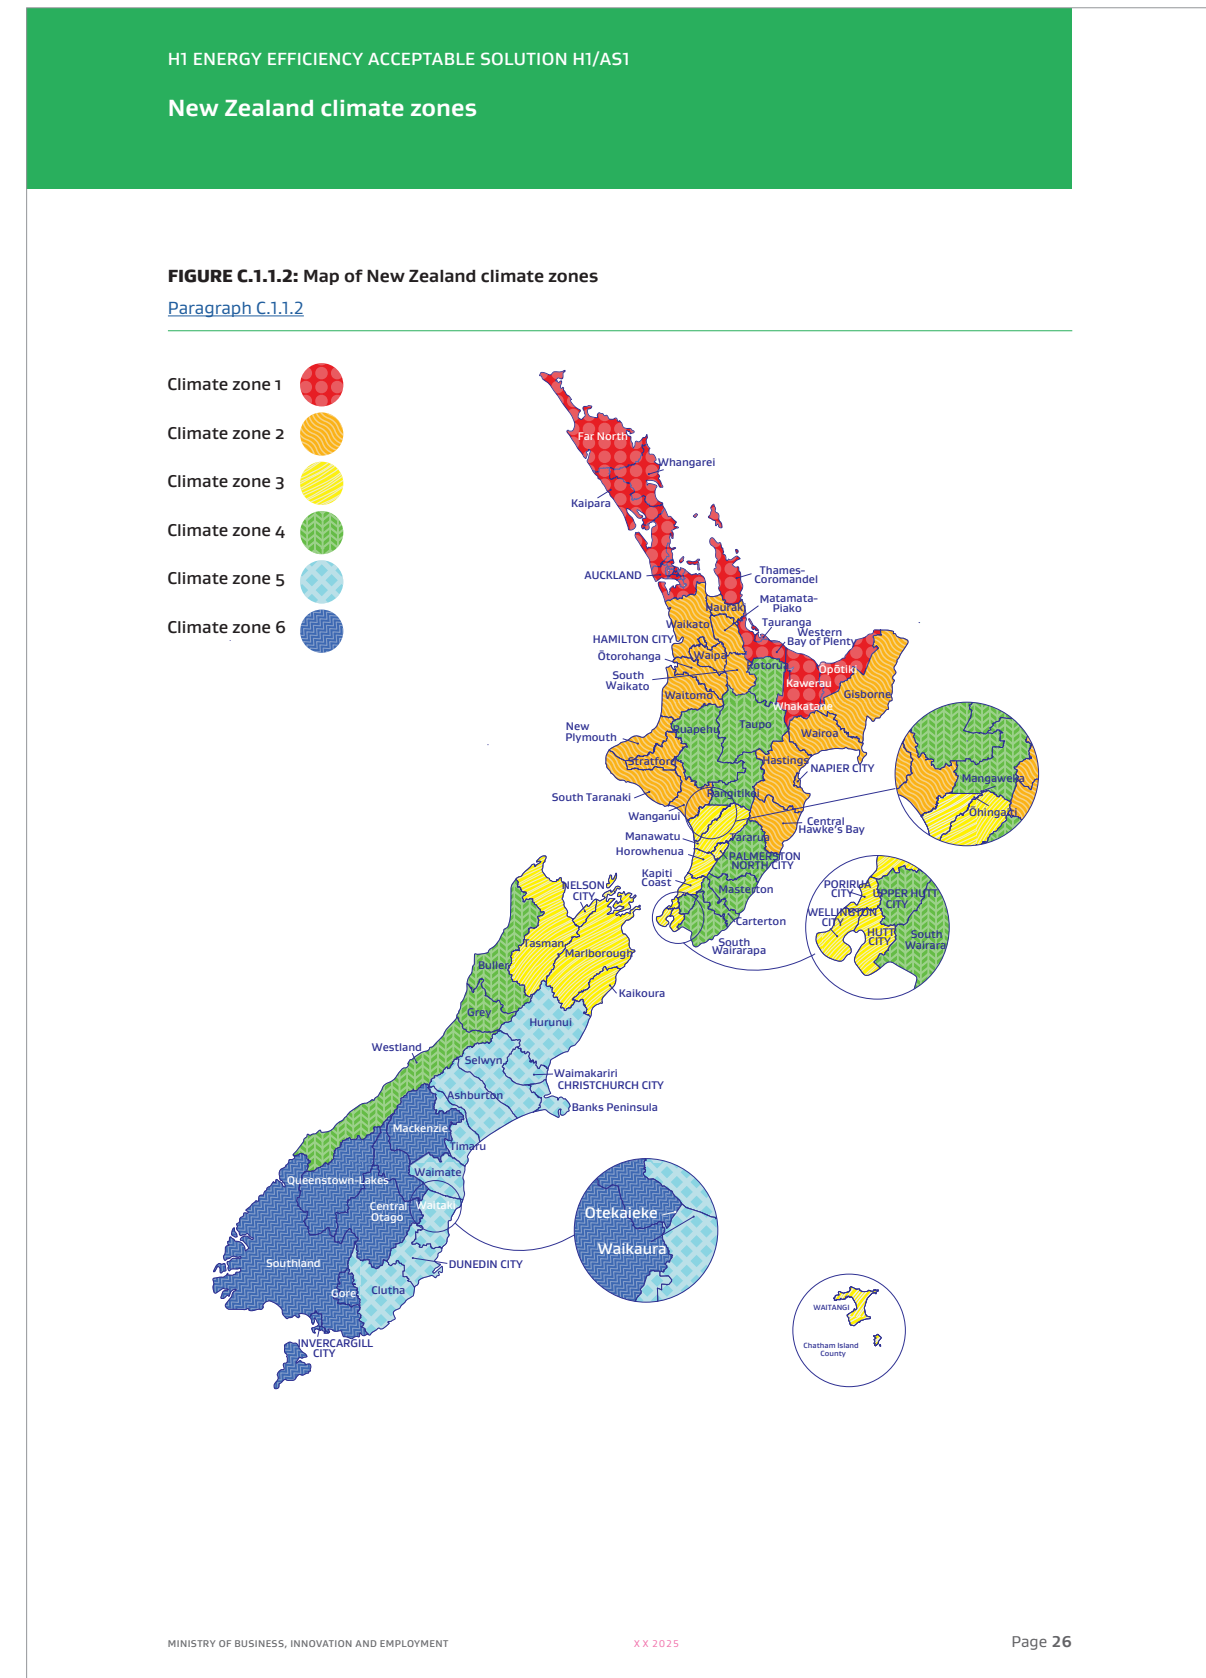 H1 ENERGY EFFICIENCY ACCEPTABLE SOLUTION H1/AS1
New Zealand climate zones
FIGURE C.1.1.2: Map of New Zealand climate zones
Paragraph C.1.1.2
Climate zone 1
Climate zone 2
Climate zone 3
Climate zone 4
Climate zone 5
Climate zone 6
Far North
Whangarei
Kaipara
AUCKLAND
Thames-
Coromandel
Hauraki
Matamata-
Piako
Waikato
Tauranga
Western
Bay of Plenty
HAMILTON CITY
Waipa
Ōtorohanga
Rotorua
Ōpōtiki
South
Waikato
Kawerau
Waitomo
Gisborne
Whakatane
New
Plymouth
Ruapehu
Taupo
Wairoa
Stratford
Hastings
NAPIER CITY
South Taranaki
Rangitikei
Wanganui
Central
Hawke's Bay
Manawatu
Tararua
Horowhenua
PALMERSTON
NORTH CITY
Kapiti
Coast
Masterton
Carterton
South
Wairarapa
Mangaweka
Ōhingaiti
PORIRUA
CITY
UPPER HUTT
CITY
WELLINGTON
CITY
HUTT
CITY
South
Wairara
NELSON
CITY
Tasman
Marlborough
Buller
Kaikoura
Grey
Hurunui
Westland
Selwyn
Waimakariri
CHRISTCHURCH CITY
Ashburton
Banks Peninsula
Mackenzie
Timaru
Waimate
Queenstown-Lakes
Central
Otago
Waitaki
Otekaieke
Waikaura
Southland
DUNEDIN CITY
Gore
Clutha
INVERCARGILL
CITY
WAITANGI
Chatham Island
County
MINISTRY OF BUSINESS, INNOVATION AND EMPLOYMENT
X X 2025
Page 26